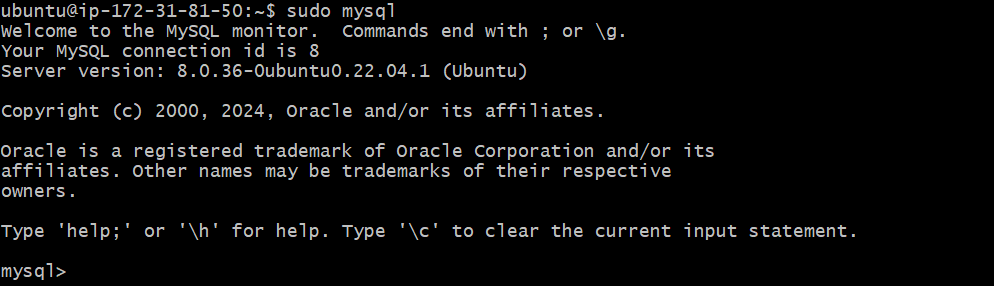 ubuntu@ip-172-31-81-50:~$ sudo mysql
Welcome to the MySQL monitor.  Commands end with ; or \g.
Your MySQL connection id is 8
Server version: 8.0.36-0ubuntu0.22.04.1 (Ubuntu)

Copyright (c) 2000, 2024, Oracle and/or its affiliates.

Oracle is a registered trademark of Oracle Corporation and/or its
affiliates. Other names may be trademarks of their respective
owners.

Type 'help;' or '\h' for help. Type '\c' to clear the current input statement.

mysql>